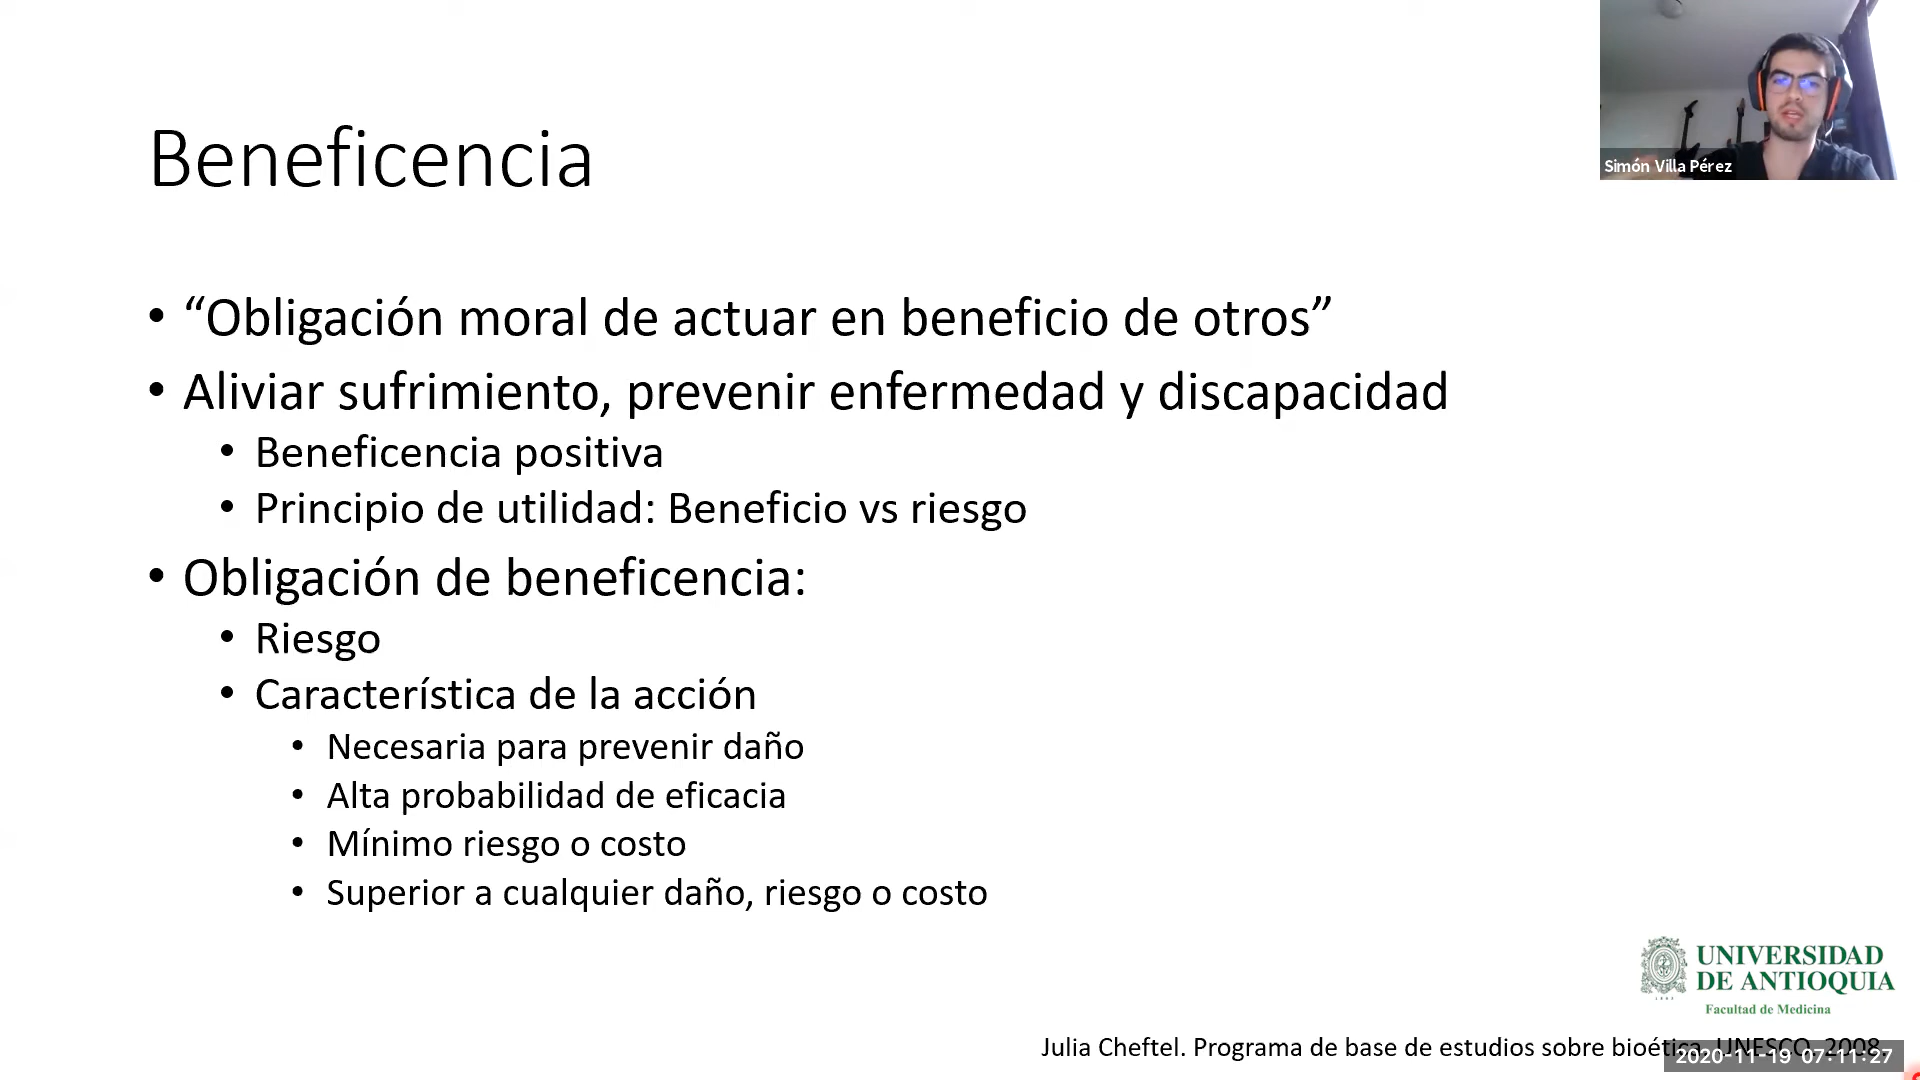 Simón Villa Pérez
Beneficencia
• “Obligación moral de actuar en beneficio de otros”
• Aliviar sufrimiento, prevenir enfermedad y discapacidad
• Beneficencia positiva
• Principio de utilidad: Beneficio vs riesgo
• Obligación de beneficencia:
• Riesgo
• Característica de la acción
• Necesaria para prevenir daño
• Alta probabilidad de eficacia
• Mínimo riesgo o costo
• Superior a cualquier daño, riesgo o costo
UNIVERSIDAD
DE ANTIOQUIA
Facultad de Medicina
Julia Cheftel. Programa de base de estudios sobre bioética. UNESCO. 2008.
2020-11-19 07:11:27